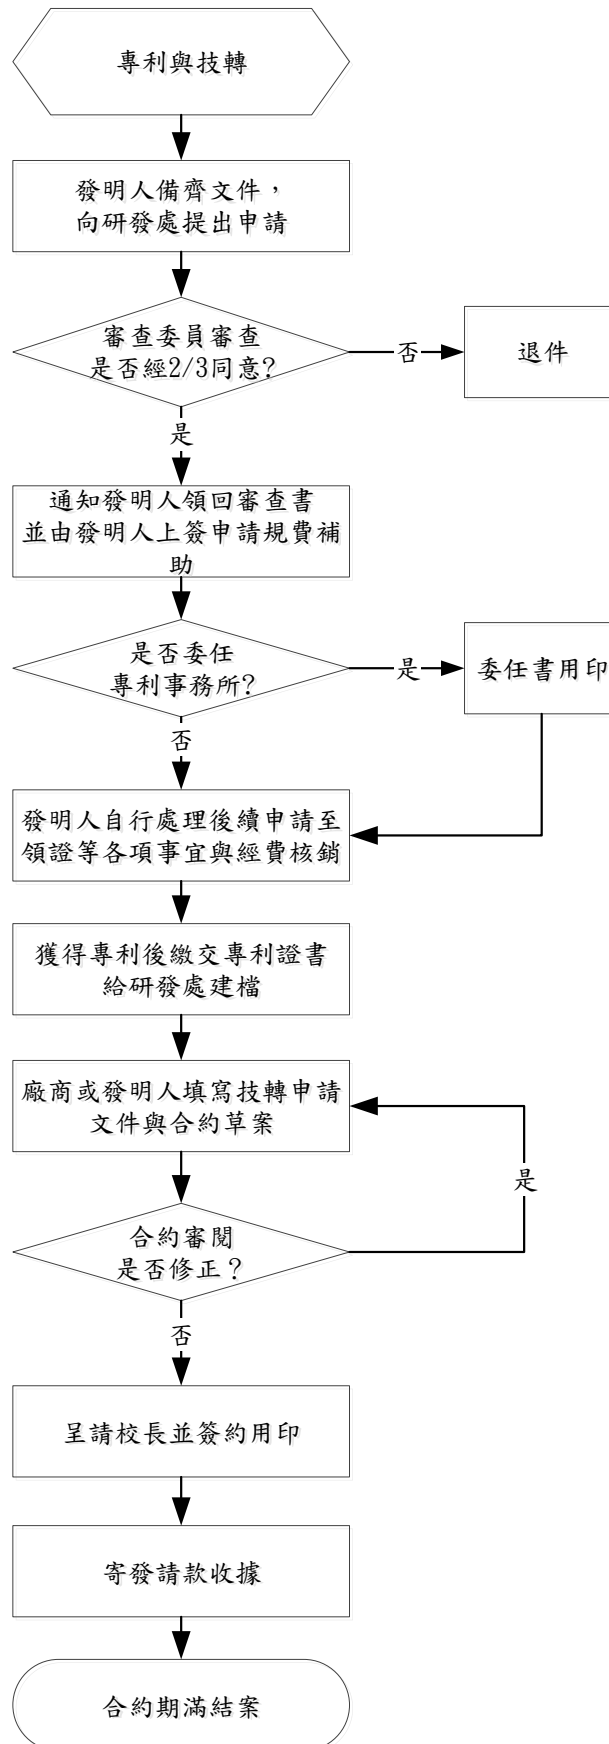 專利與技轉
發明人備齊文件，
向研發處提出申請
審查委員審查
是否經2/3同意?
否
退件
是
通知發明人領回審查書
並由發明人上簽申請規費補
助
是否委任
專利事務所?
是
委任書用印
否
發明人自行處理後續申請至
領證等各項事宜與經費核銷
獲得專利後繳交專利證書
給研發處建檔
廠商或發明人填寫技轉申請
文件與合約草案
是
合約審閱
是否修正？
否
呈請校長並簽約用印
寄發請款收據
合約期滿結案